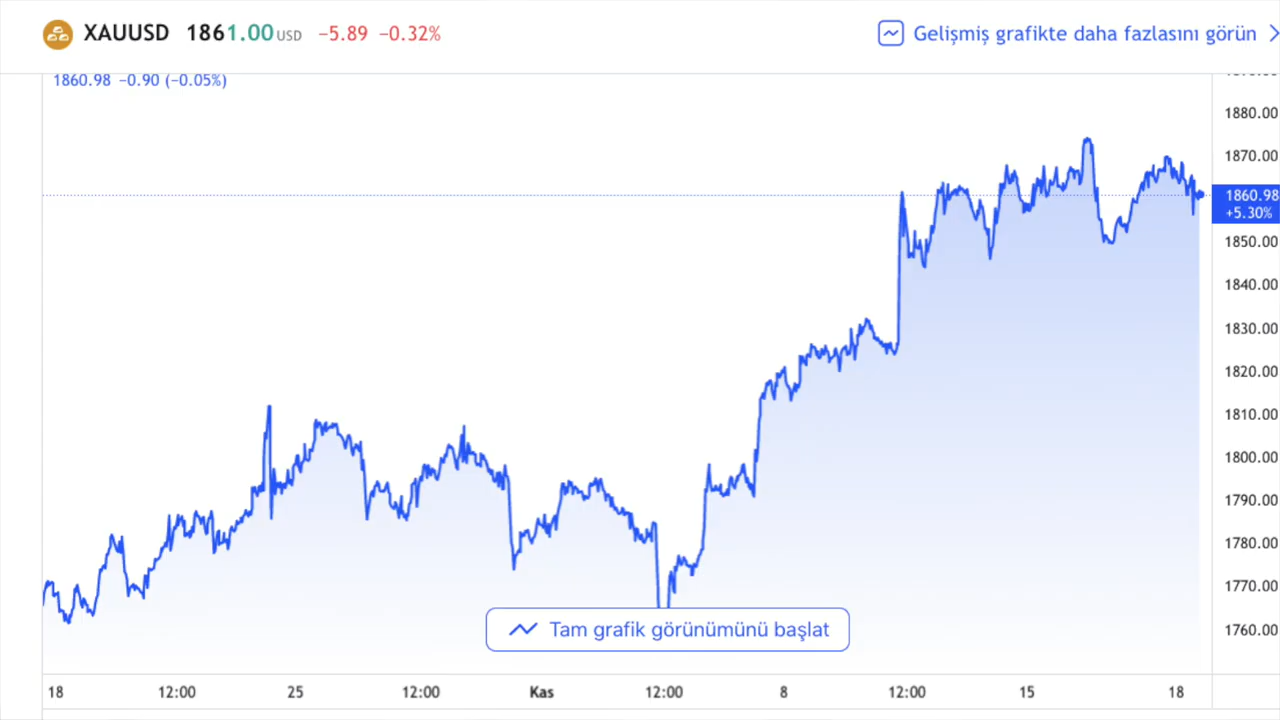 XAUUSD 1861.00 USD −5.89 −0.32%
Gelişmiş grafikte daha fazlasını görün
1860.98 −0.90 (−0.05%)
1880.00
1870.00
1860.98
+5.30%
1850.00
1840.00
1830.00
1820.00
1810.00
1800.00
1790.00
1780.00
1770.00
1760.00
Tam grafik görünümünü başlat
18 12:00 25 12:00 Kas 12:00 8 12:00 15 18